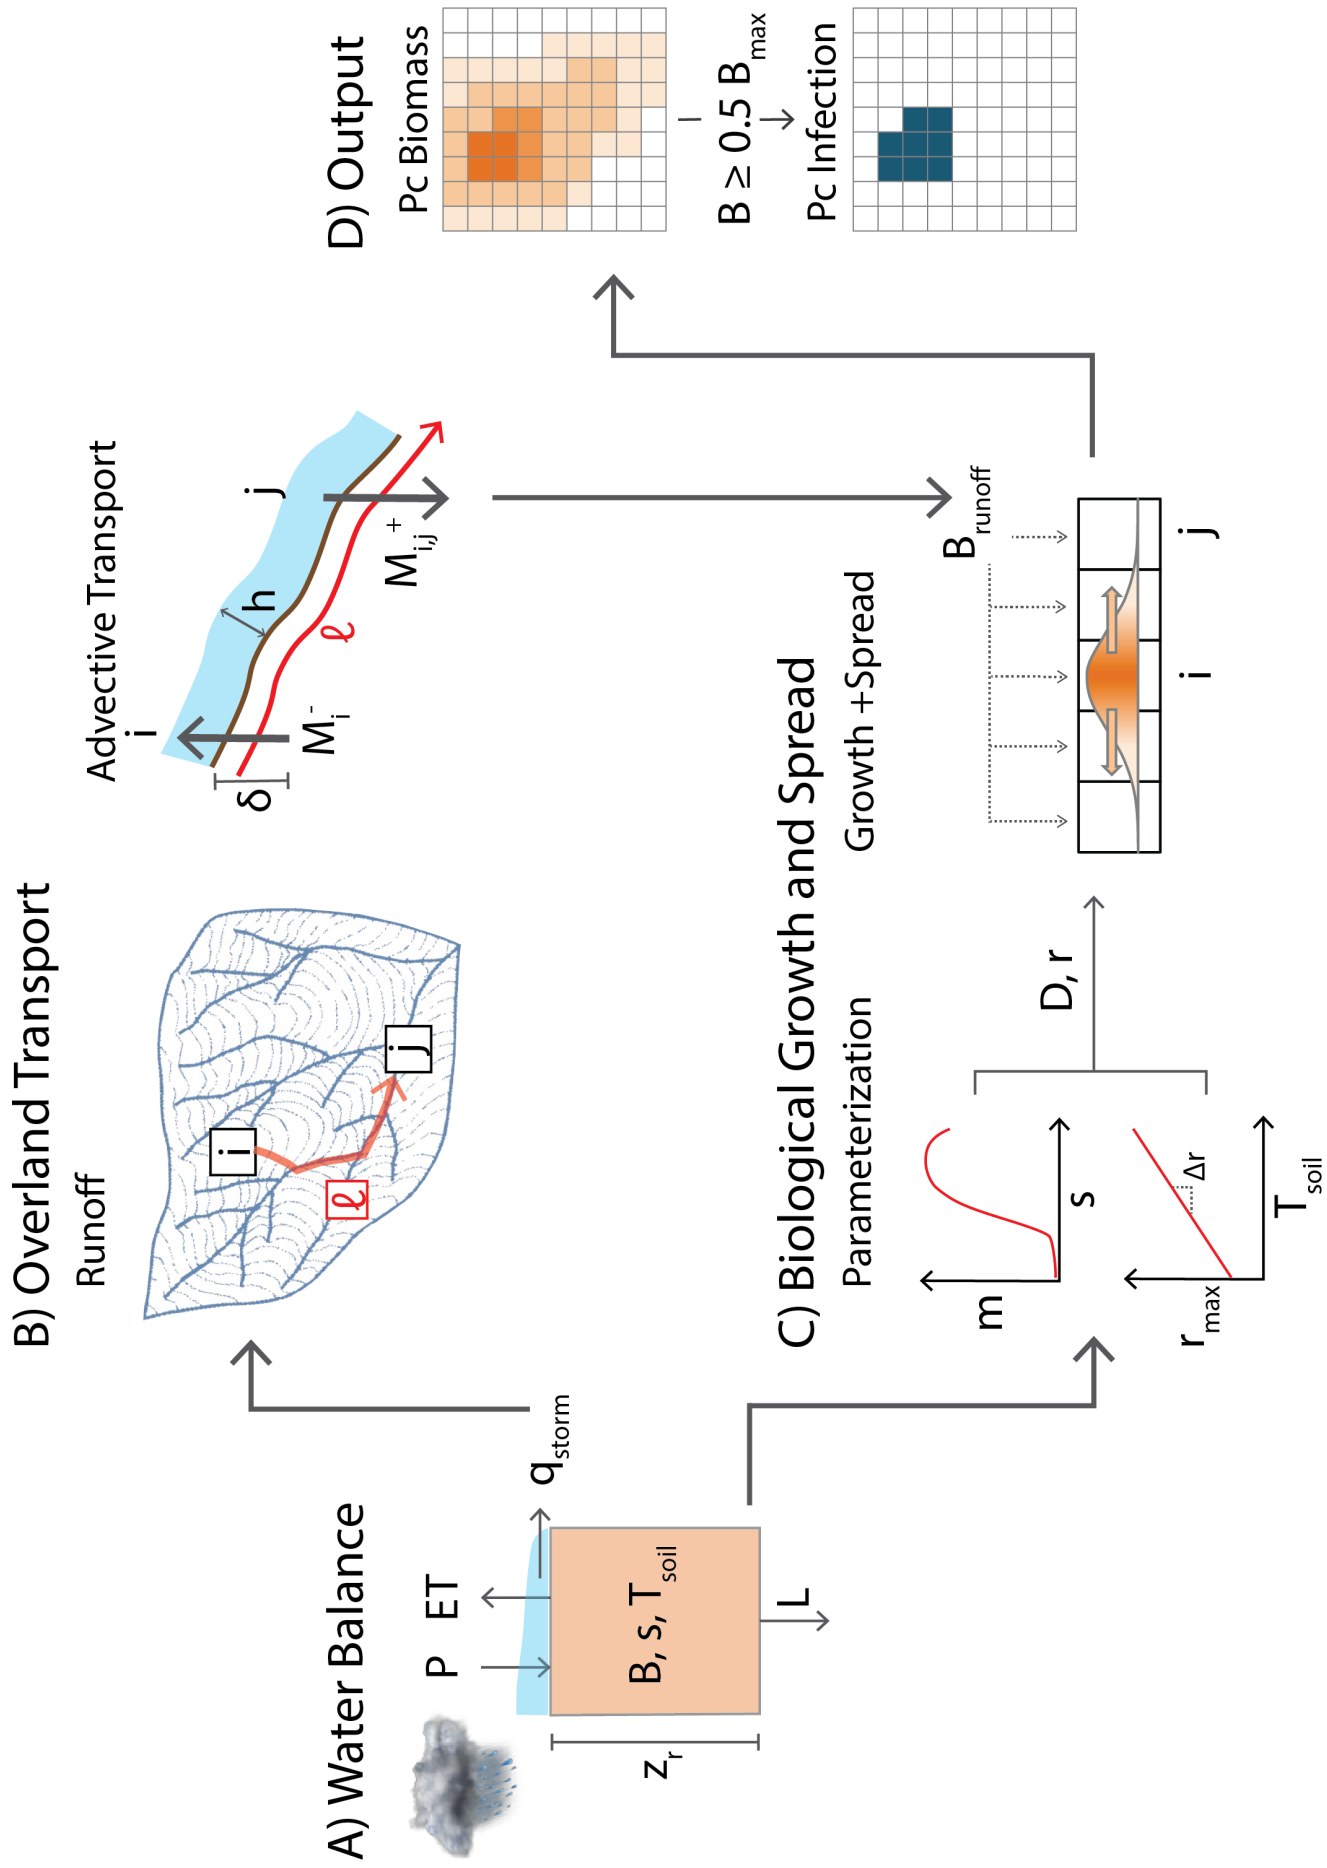 A) Water Balance
P ET
q_storm
B, s, T_soil
z_r
L
B) Overland Transport
Runoff
i
ℓ
j
Advective Transport
i
j
h
δ
ℓ
M_i^-
M_i,j^+
C) Biological Growth and Spread
Parameterization
m
s
r_max
Δr
T_soil
D, r
Growth +Spread
B_runoff
i
j
D) Output
Pc Biomass
B ≥ 0.5 B_max
Pc Infection